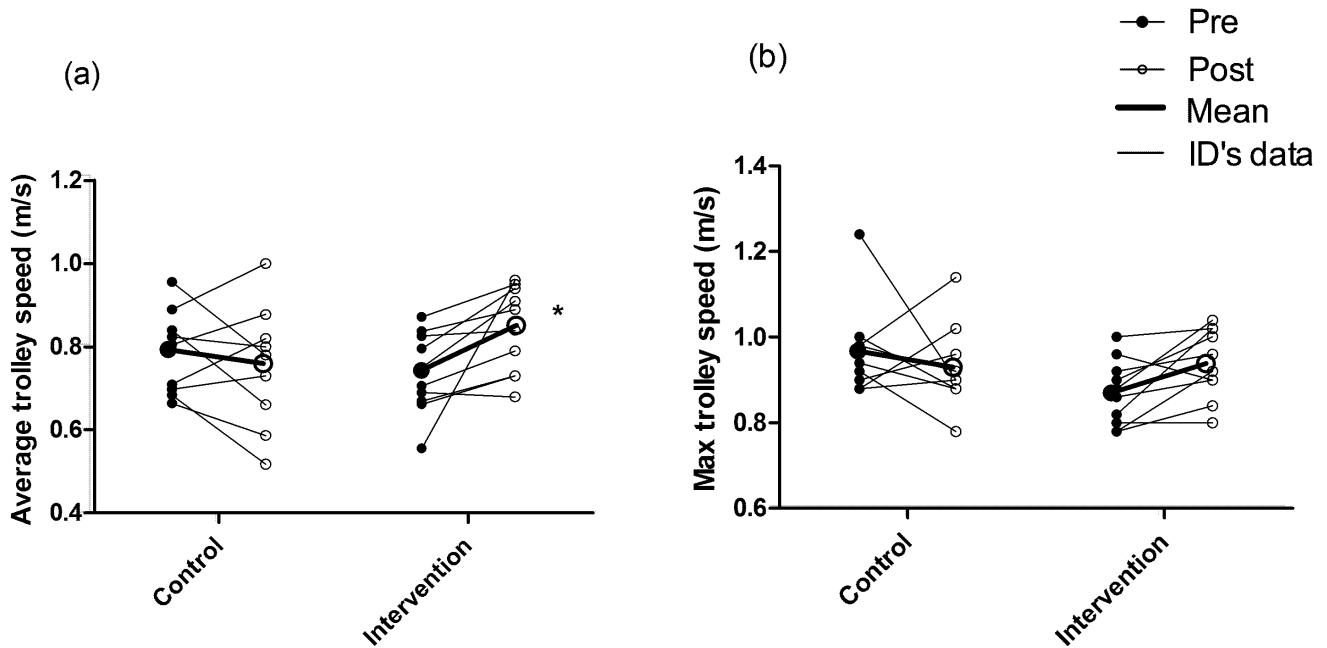 Pre
Post
Mean
ID's data
(a)
Average trolley speed (m/s)
1.2
1.0
0.8
0.6
0.4
*
Control
Intervention
(b)
Max trolley speed (m/s)
1.4
1.2
1.0
0.8
0.6
Control
Intervention